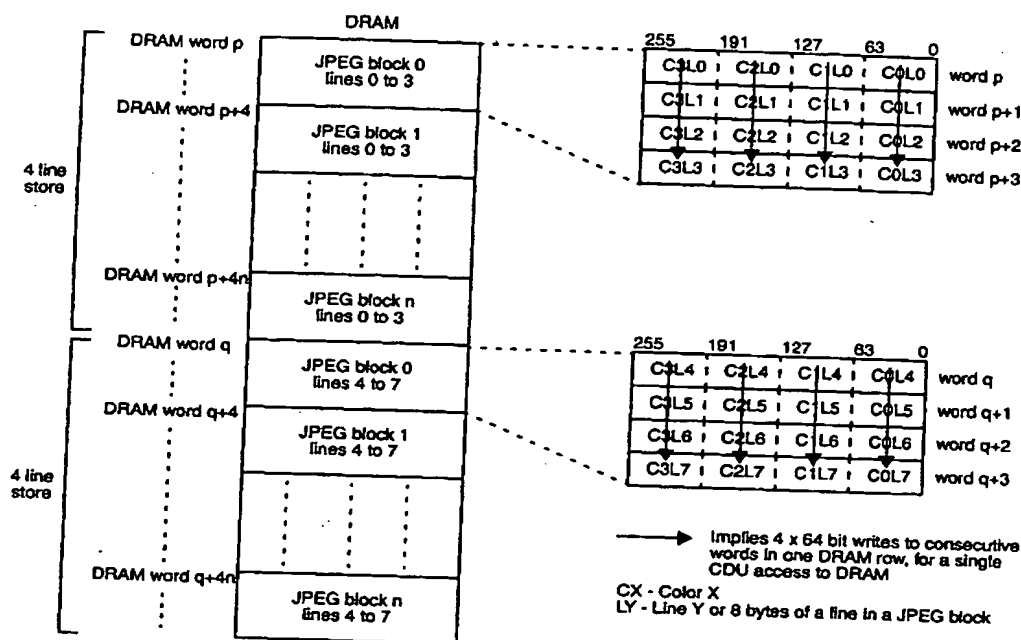 DRAM
DRAM word p
JPEG block 0
lines 0 to 3
DRAM word p+4
JPEG block 1
lines 0 to 3
4 line
store
DRAM word p+4n
JPEG block n
lines 0 to 3
255 191 127 63 0
C3L0 C2L0 C1L0 C0L0 word p
C3L1 C2L1 C1L1 C0L1 word p+1
C3L2 C2L2 C1L2 C0L2 word p+2
C3L3 C2L3 C1L3 C0L3 word p+3
DRAM word q
JPEG block 0
lines 4 to 7
DRAM word q+4
JPEG block 1
lines 4 to 7
4 line
store
DRAM word q+4n
JPEG block n
lines 4 to 7
255 191 127 63 0
C3L4 C2L4 C1L4 C0L4 word q
C3L5 C2L5 C1L5 C0L5 word q+1
C3L6 C2L6 C1L6 C0L6 word q+2
C3L7 C2L7 C1L7 C0L7 word q+3
Implies 4 x 64 bit writes to consecutive
words in one DRAM row, for a single
CDU access to DRAM
CX - Color X
LY - Line Y or 8 bytes of a line in a JPEG block